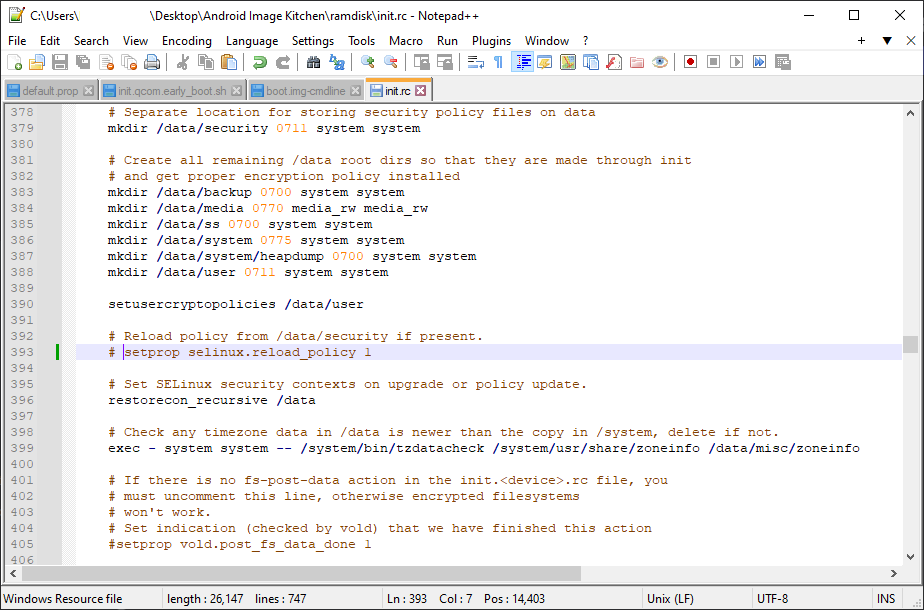 C:\Users\ \Desktop\Android Image Kitchen\ramdisk\init.rc - Notepad++
File Edit Search View Encoding Language Settings Tools Macro Run Plugins Window ? + ▼ X
default.prop init.qcom.early_boot.sh boot.img-cmdline init.rc
378 # Separate location for storing security policy files on data
379 mkdir /data/security 0711 system system
380
381 # Create all remaining /data root dirs so that they are made through init
382 # and get proper encryption policy installed
383 mkdir /data/backup 0700 system system
384 mkdir /data/media 0770 media_rw media_rw
385 mkdir /data/ss 0700 system system
386 mkdir /data/system 0775 system system
387 mkdir /data/system/heapdump 0700 system system
388 mkdir /data/user 0711 system system
389
390 setusercryptopolicies /data/user
391
392 # Reload policy from /data/security if present.
393 # setprop selinux.reload_policy 1
394
395 # Set SELinux security contexts on upgrade or policy update.
396 restorecon_recursive /data
397
398 # Check any timezone data in /data is newer than the copy in /system, delete if not.
399 exec - system system -- /system/bin/tzdatacheck /system/usr/share/zoneinfo /data/misc/zoneinfo
400
401 # If there is no fs-post-data action in the init.<device>.rc file, you
402 # must uncomment this line, otherwise encrypted filesystems
403 # won't work.
404 # Set indication (checked by vold) that we have finished this action
405 #setprop vold.post_fs_data_done 1
406
Windows Resource file length : 26,147 lines : 747 Ln : 393 Col : 7 Pos : 14,403 Unix (LF) UTF-8 INS